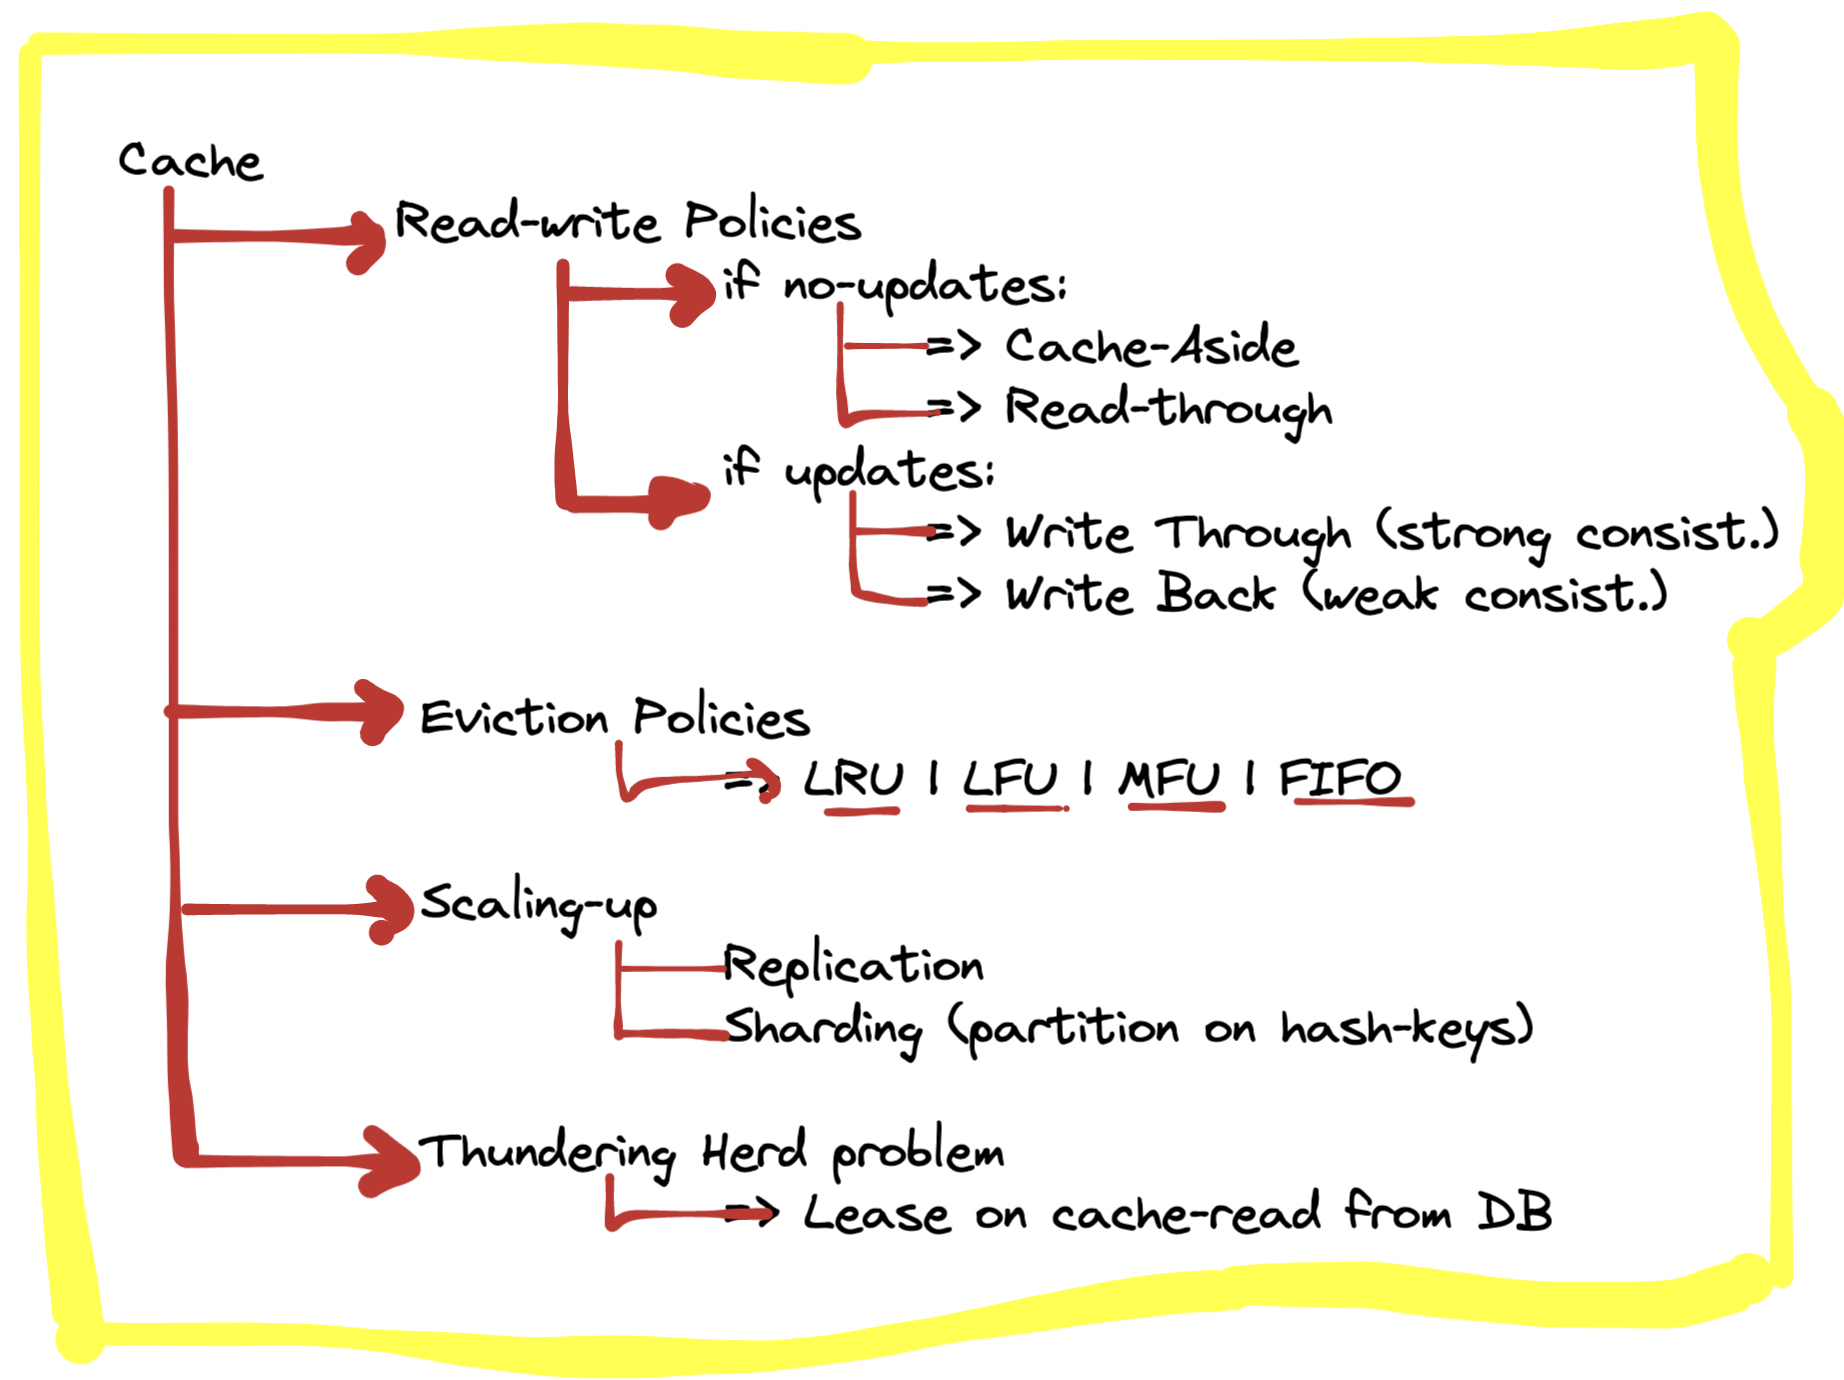 Cache
Read-write Policies
if no-updates:
=> Cache-Aside
=> Read-through
if updates:
=> Write Through (strong consist.)
=> Write Back (weak consist.)
Eviction Policies
=> LRU | LFU | MFU | FIFO
Scaling-up
Replication
Sharding (partition on hash-keys)
Thundering Herd problem
=> Lease on cache-read from DB